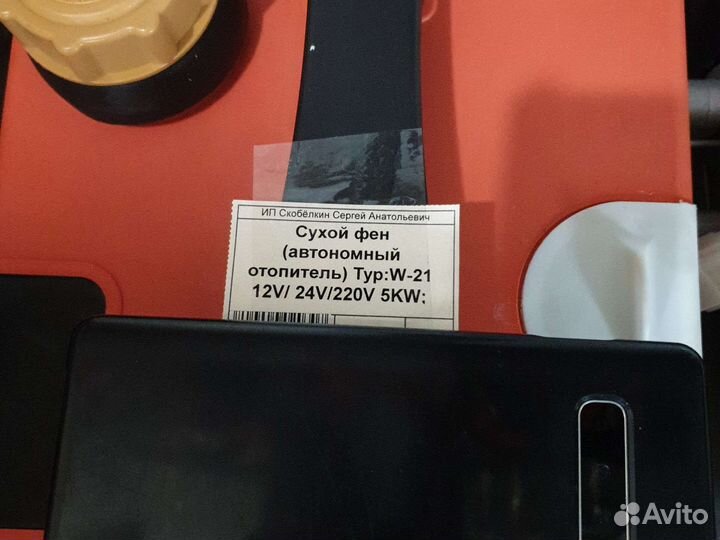 ИП Скобёлкин Сергей Анатольевич
Сухой фен
(автономный
отопитель) Typ:W-21
12V/ 24V/220V 5KW;
Avito